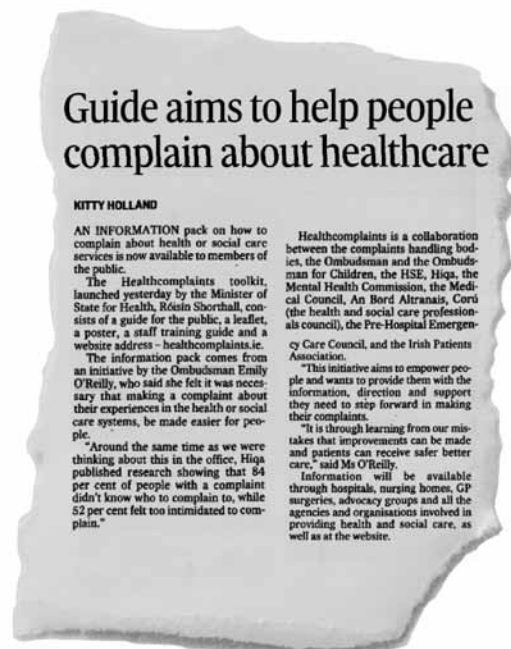 Guide aims to help people
complain about healthcare
KITTY HOLLAND
AN INFORMATION pack on how to
complain about health or social care
services is now available to members of
the public.
The Healthcomplaints toolkit,
launched yesterday by the Minister of
State for Health, Róisín Shorthall, con-
sists of a guide for the public, a leaflet,
a poster, a staff training guide and a
website address – healthcomplaints.ie.
The information pack comes from
an initiative by the Ombudsman Emily
O'Reilly, who said she felt it was neces-
sary that making a complaint about
their experiences in the health or social
care systems, be made easier for peo-
ple.
"Around the same time as we were
thinking about this in the office, Hiqa
published research showing that 84
per cent of people with a complaint
didn't know who to complain to, while
52 per cent felt too intimidated to com-
plain."
Healthcomplaints is a collaboration
between the complaints handling bod-
ies, the Ombudsman and the Ombuds-
man for Children, the HSE, Hiqa, the
Mental Health Commission, the Medi-
cal Council, An Bord Altranais, Corú
(the health and social care profession-
als council), the Pre-Hospital Emergen-
cy Care Council, and the Irish Patients
Association.
"This initiative aims to empower peo-
ple and wants to provide them with the
information, direction and support
they need to step forward in making
their complaints.
"It is through learning from our mis-
takes that improvements can be made
and patients can receive safer better
care," said Ms O'Reilly.
Information will be available
through hospitals, nursing homes, GP
surgeries, advocacy groups and all the
agencies and organisations involved in
providing health and social care, as
well as at the website.